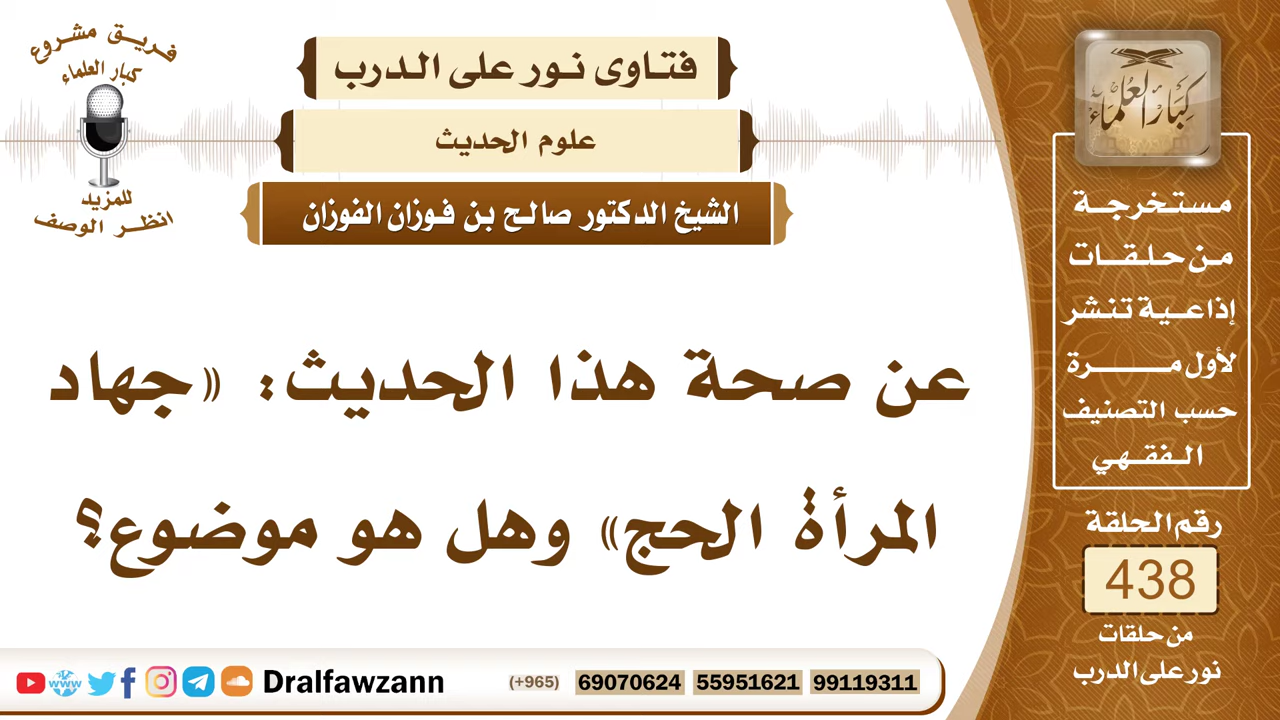 فريق مشروع
كبار العلماء
للمزيد
انظر الوصف
فتاوى نور على الدرب
علوم الحديث
الشيخ الدكتور صالح بن فوزان الفوزان
عن صحة هذا الحديث: «جهاد
المرأة الحج» وهل هو موضوع؟
كبار العلماء
مستخرجة
من حلقات
إذاعية تنشر
لأول مرة
حسب التصنيف
الفقهي
رقم الحلقة
438
من حلقات
نور على الدرب
www
Dralfawzann
(+965) 69070624 55951621 99119311